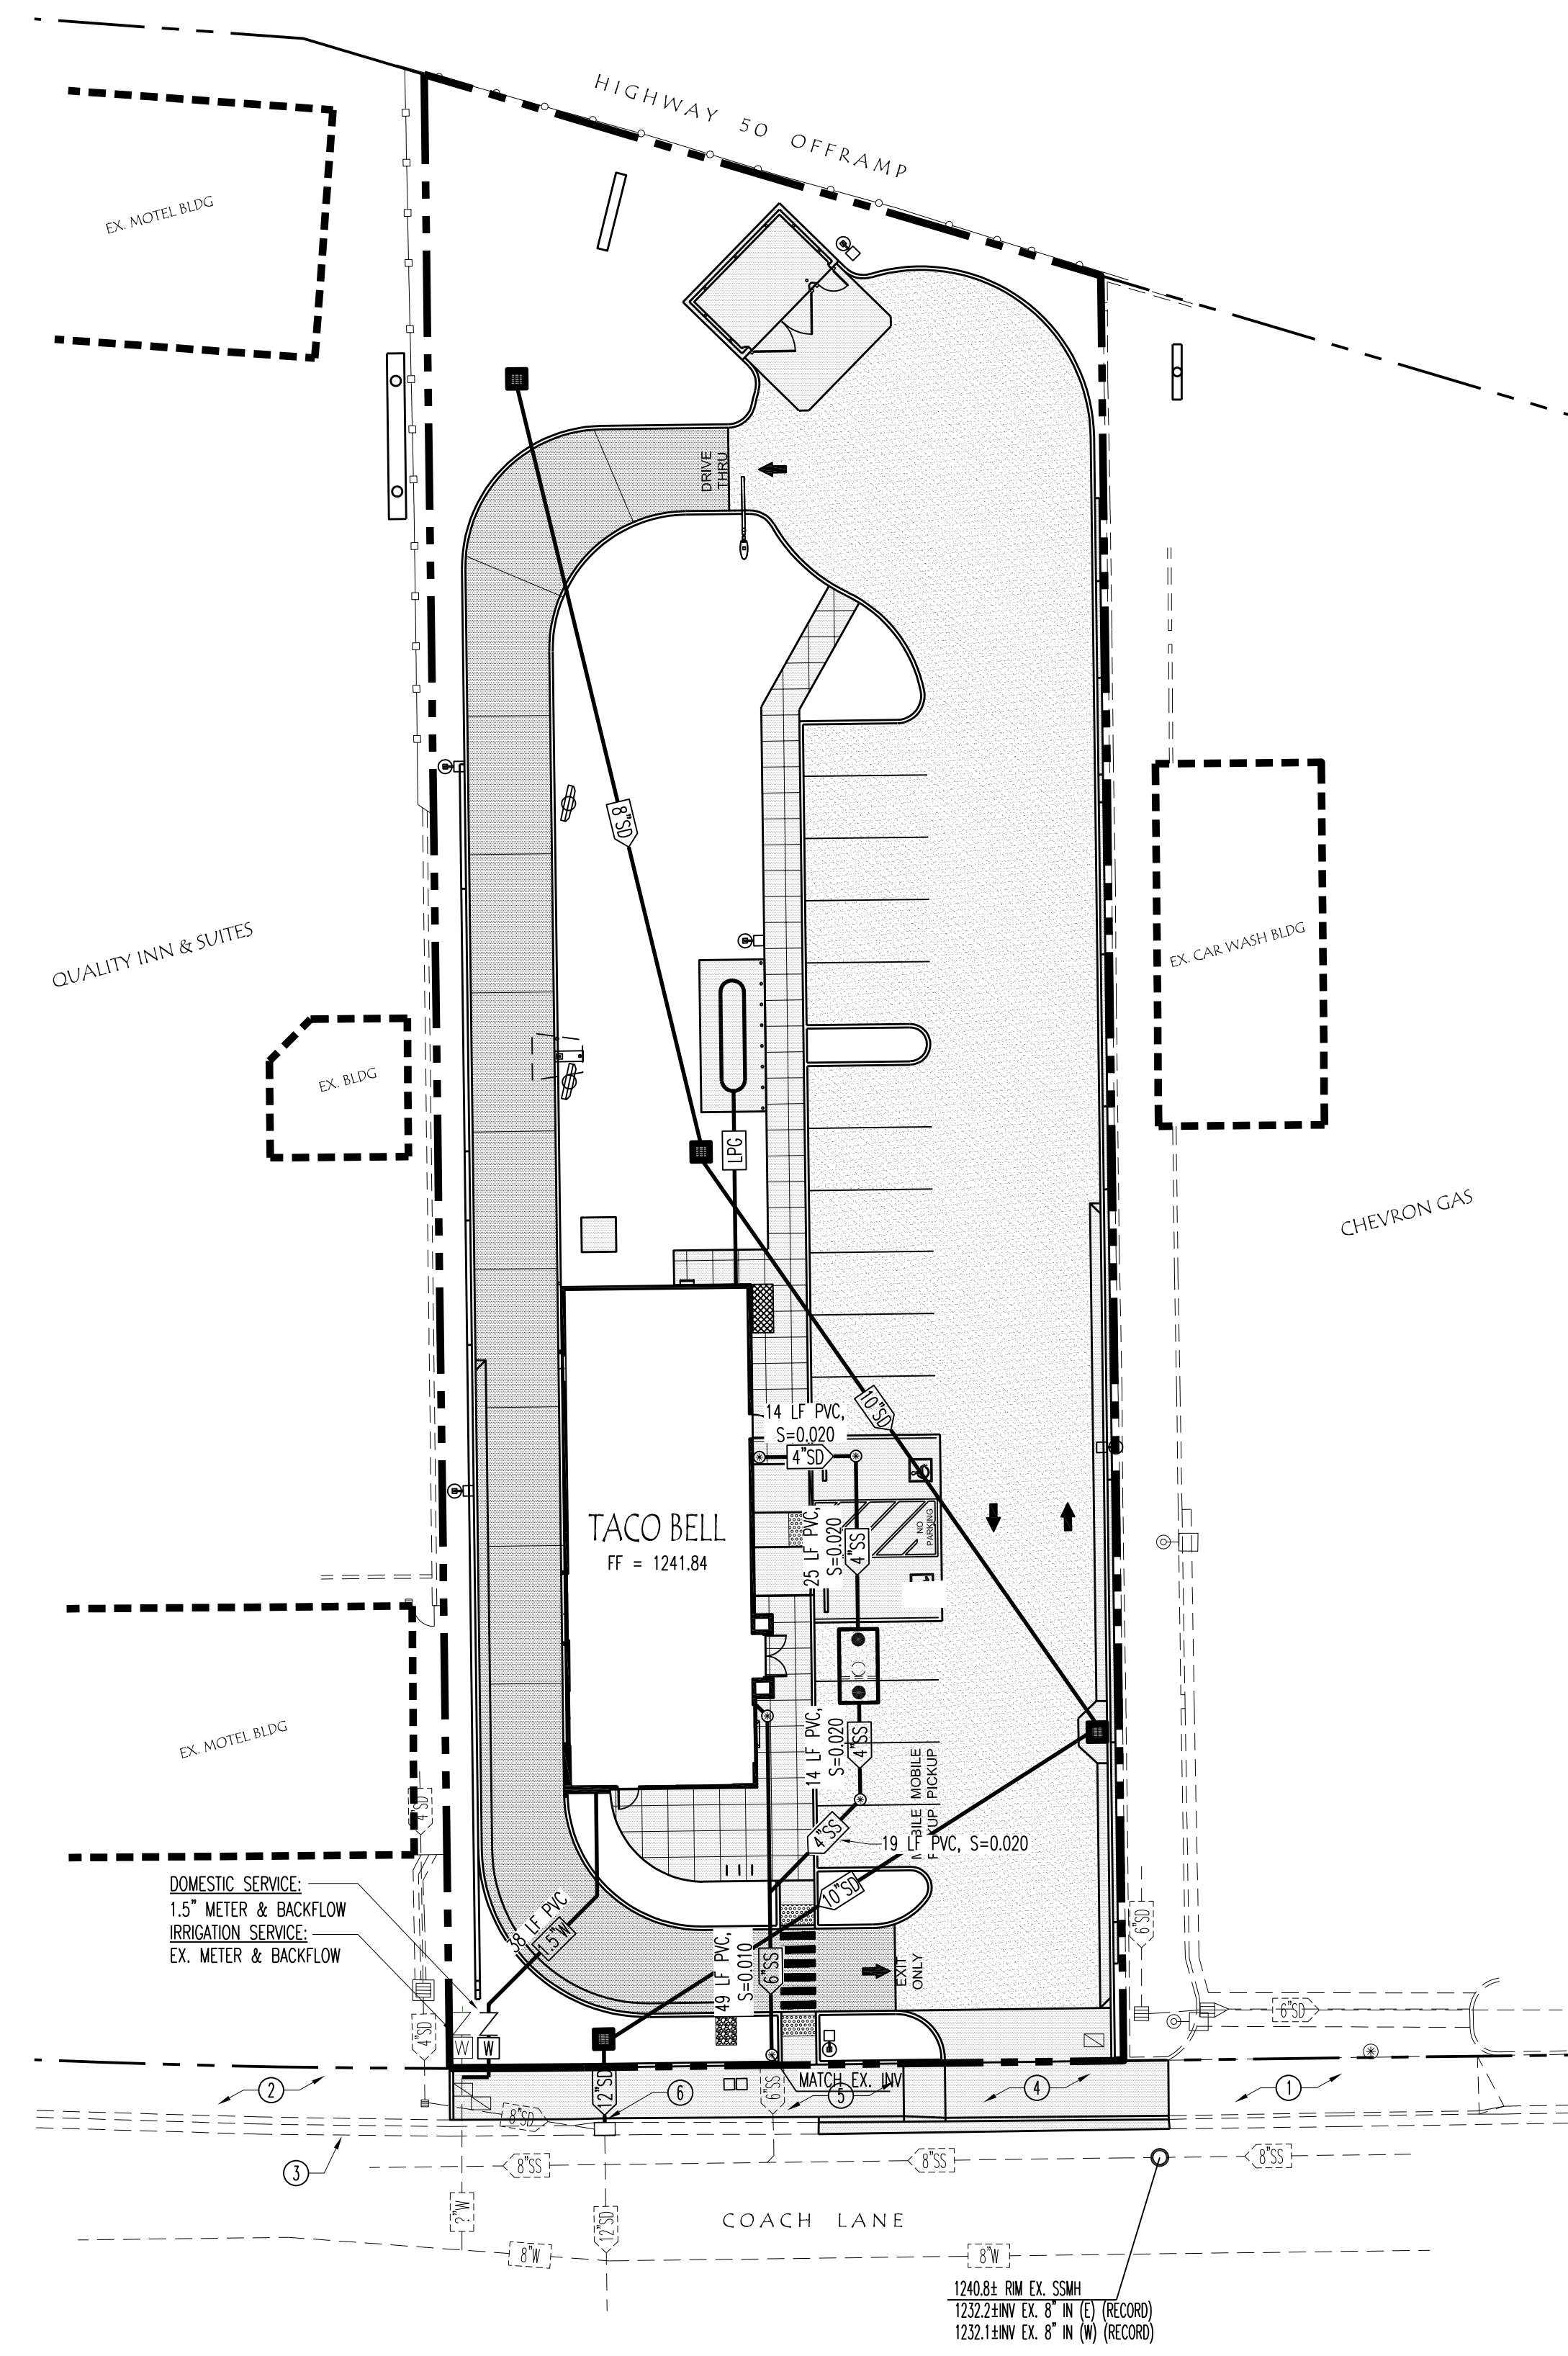 HIGHWAY 50 OFFRAMP
EX. MOTEL BLDG
DRIVE
THRU
8"SD
QUALITY INN & SUITES
EX. CAR WASH BLDG
EX. BLDG
LPG
CHEVRON GAS
10"SD
14 LF PVC,
S=0.020
4"SD
TACO BELL
FF = 1241.84
25 LF PVC,
S=0.020
4"SS
NO
PARKING
EX. MOTEL BLDG
14 LF PVC,
S=0.020
4"SS
MOBILE
PICKUP
4"SD
4"SS
19 LF PVC, S=0.020
10"SD
DOMESTIC SERVICE:
1.5" METER & BACKFLOW
IRRIGATION SERVICE:
EX. METER & BACKFLOW
38 LF PVC
1.5"W
49 LF PVC,
S=0.010
6"SS
EXIT
ONLY
6"SD
6"SD
4"SD
W
W
12"SD
6"SS
MATCH EX. INV
2
6
5
4
1
8"SD
3
8"SS
8"SS
8"SS
?"W
12"SD
COACH LANE
8"W
8"W
1240.8± RIM EX. SSMH
1232.2±INV EX. 8" IN (E) (RECORD)
1232.1±INV EX. 8" IN (W) (RECORD)